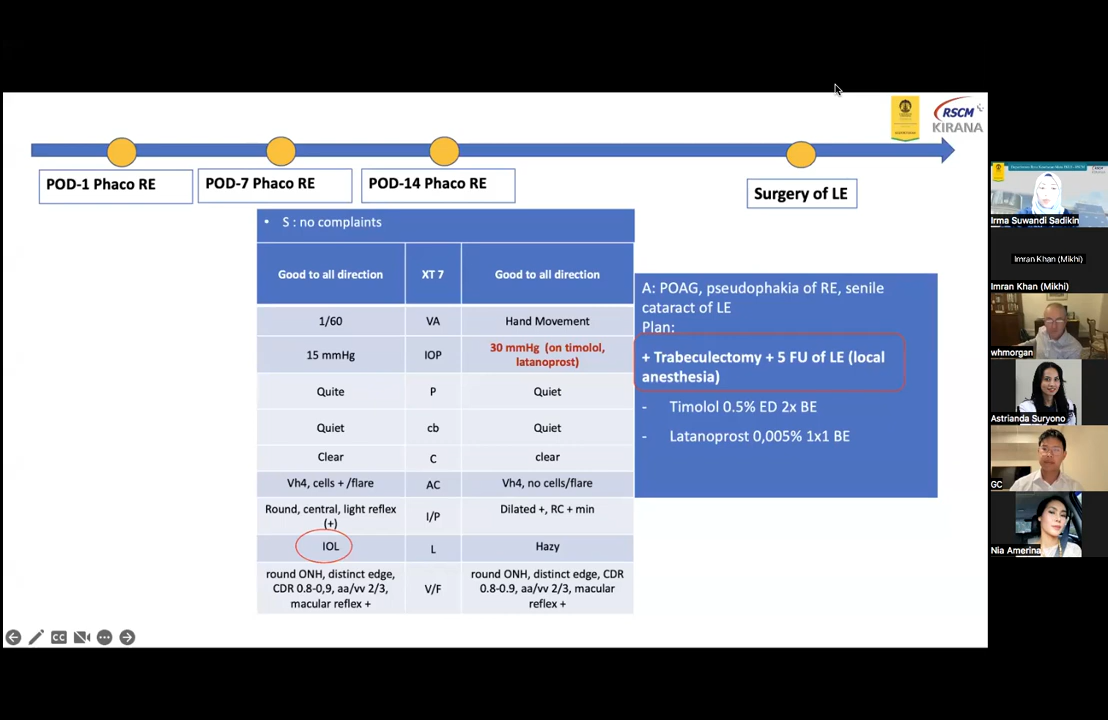 RSCM
KIRANA
POD-1 Phaco RE
POD-7 Phaco RE
POD-14 Phaco RE
Surgery of LE
• S : no complaints
Good to all direction XT 7 Good to all direction
1/60 VA Hand Movement
15 mmHg IOP 30 mmHg (on timolol,
latanoprost)
Quite P Quiet
Quiet cb Quiet
Clear C clear
Vh4, cells + /flare AC Vh4, no cells/flare
Round, central, light reflex
(+) I/P Dilated +, RC + min
IOL L Hazy
round ONH, distinct edge,
CDR 0.8-0,9, aa/vv 2/3,
macular reflex +
V/F
round ONH, distinct edge, CDR
0.8-0.9, aa/vv 2/3, macular
reflex +
A: POAG, pseudophakia of RE, senile
cataract of LE
Plan:
+ Trabeculectomy + 5 FU of LE (local
anesthesia)
- Timolol 0.5% ED 2x BE
- Latanoprost 0,005% 1x1 BE
CC
Irma Suwandi Sadikin
Imran Khan (Mikhi)
Imran Khan (Mikhi)
whmorgan
Astrianda Suryono
GC
Nia Amerina